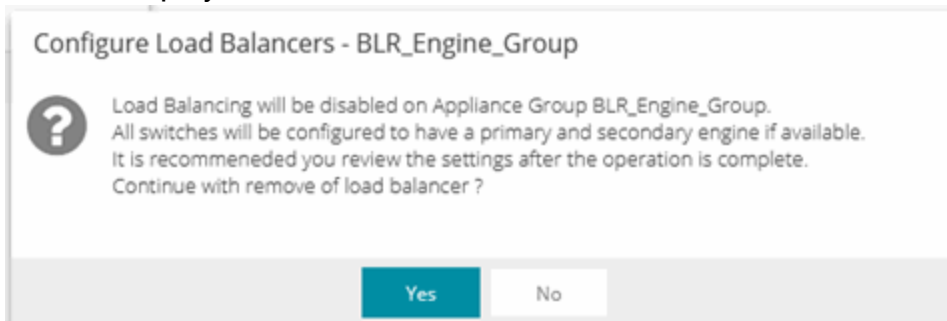 Configure Load Balancers - BLR_Engine_Group
Load Balancing will be disabled on Appliance Group BLR_Engine_Group.
All switches will be configured to have a primary and secondary engine if available.
It is recommeneded you review the settings after the operation is complete.
Continue with remove of load balancer ?
Yes No